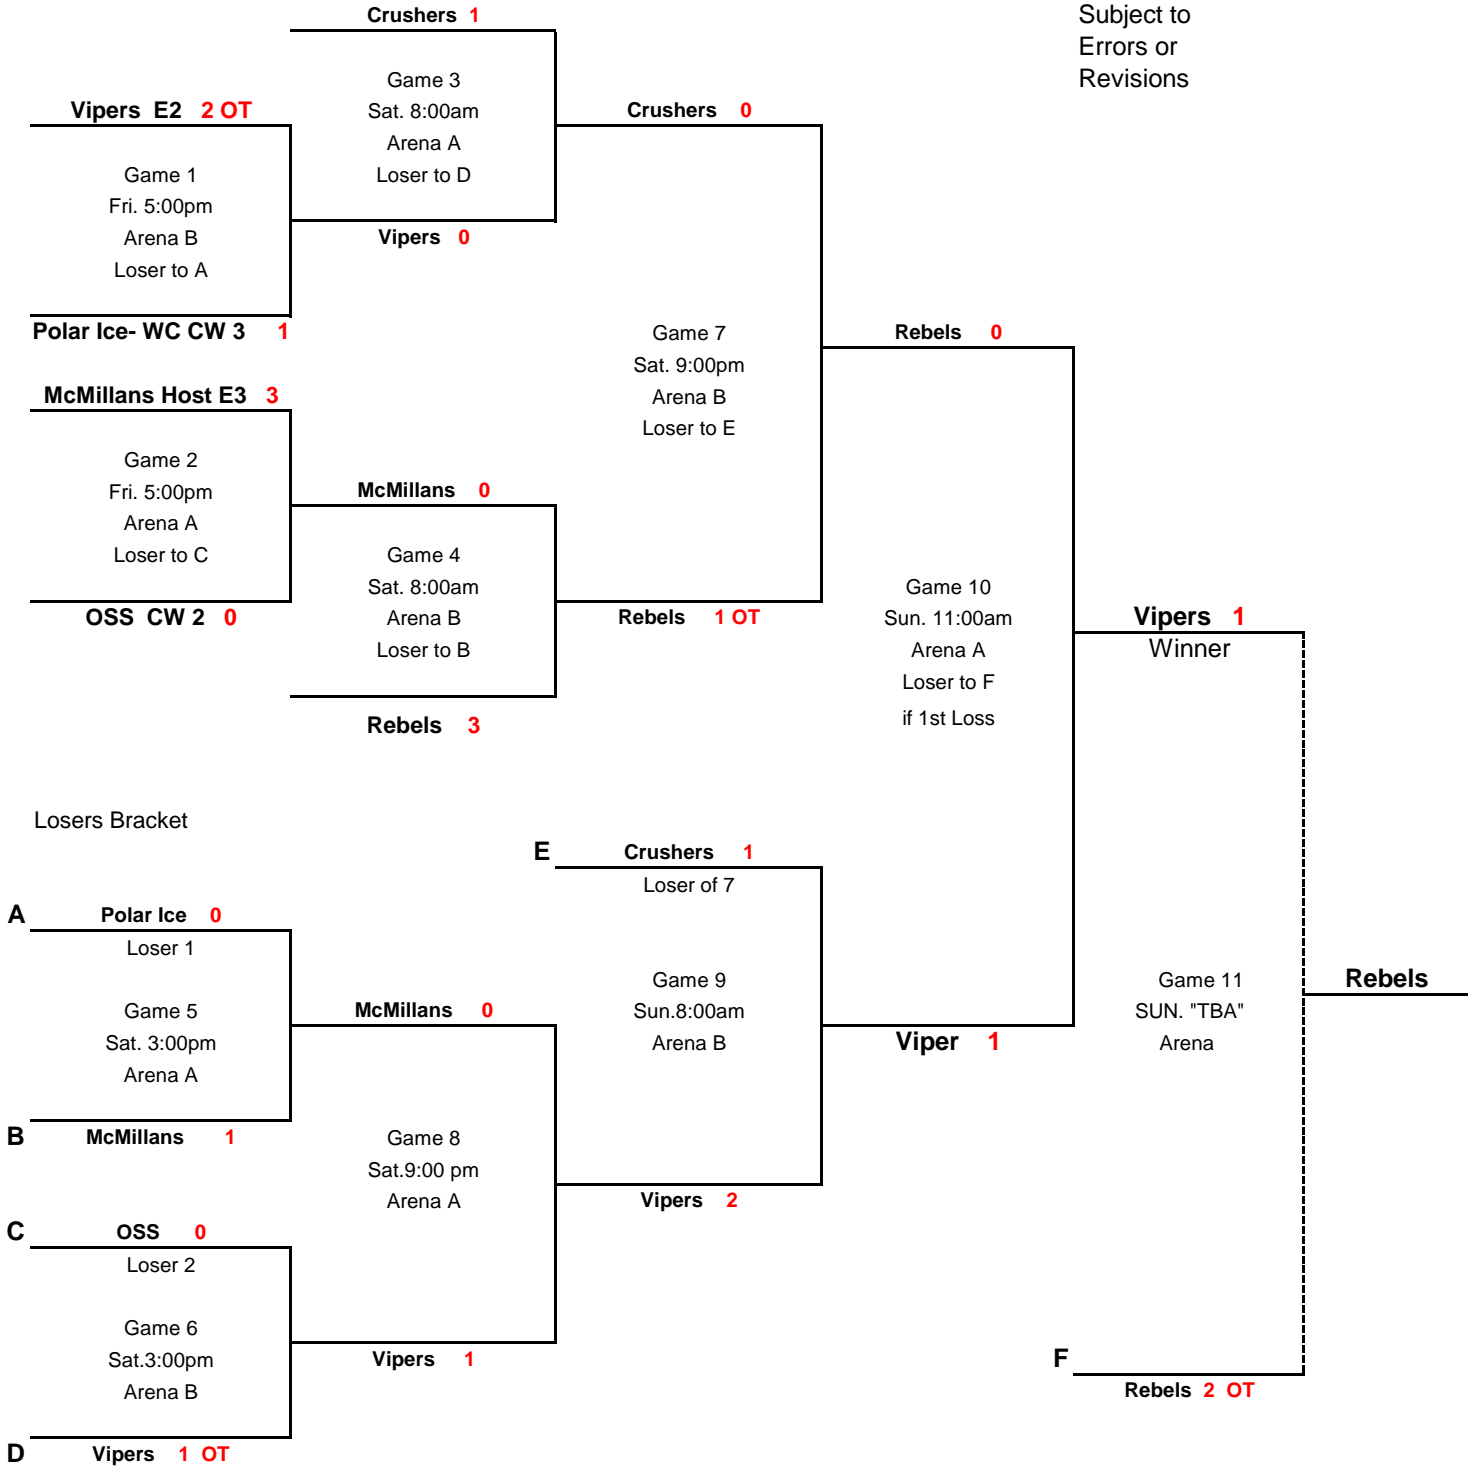 Crushers 1
Subject to
Errors or
Revisions
Game 3
Sat. 8:00am
Arena A
Loser to D
Vipers E2 2 OT
Crushers 0
Game 1
Fri. 5:00pm
Arena B
Loser to A
Vipers 0
Polar Ice- WC CW 3 1
Game 7
Sat. 9:00pm
Arena B
Loser to E
Rebels 0
McMillans Host E3 3
Game 2
Fri. 5:00pm
Arena A
Loser to C
McMillans 0
Game 4
Sat. 8:00am
Arena B
Loser to B
OSS CW 2 0
Rebels 1 OT
Game 10
Sun. 11:00am
Arena A
Loser to F
if 1st Loss
Vipers 1
Winner
Rebels 3
Losers Bracket
E Crushers 1
Loser of 7
A Polar Ice 0
Loser 1
Game 5
Sat. 3:00pm
Arena A
McMillans 0
Game 9
Sun.8:00am
Arena B
Viper 1
Game 11
SUN. "TBA"
Arena
Rebels
B McMillans 1
Game 8
Sat.9:00 pm
Arena A
Vipers 2
C OSS 0
Loser 2
Game 6
Sat.3:00pm
Arena B
Vipers 1
F
Rebels 2 OT
D Vipers 1 OT